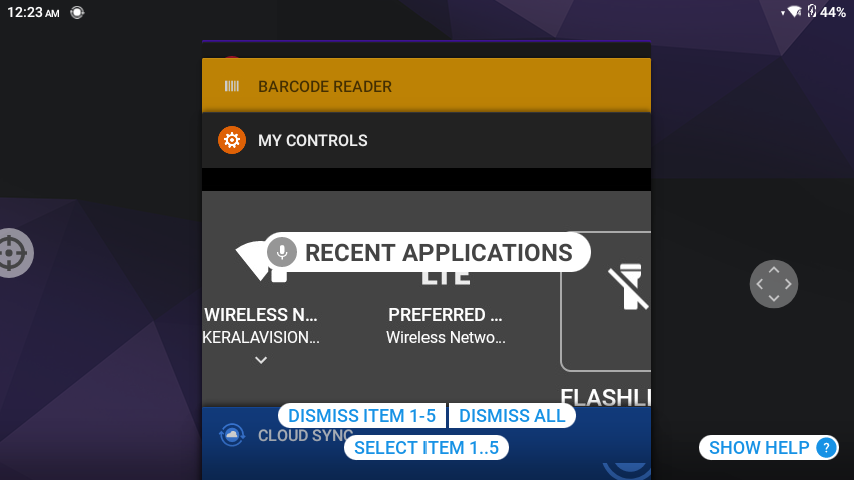 12:23 AM
44%
BARCODE READER
MY CONTROLS
RECENT APPLICATIONS
LTE
WIRELESS N...
PREFERRED ...
KERALAVISION...
Wireless Netwo...
FLASHLI
DISMISS ITEM 1-5
DISMISS ALL
CLOUD SYNC
SELECT ITEM 1..5
SHOW HELP ?